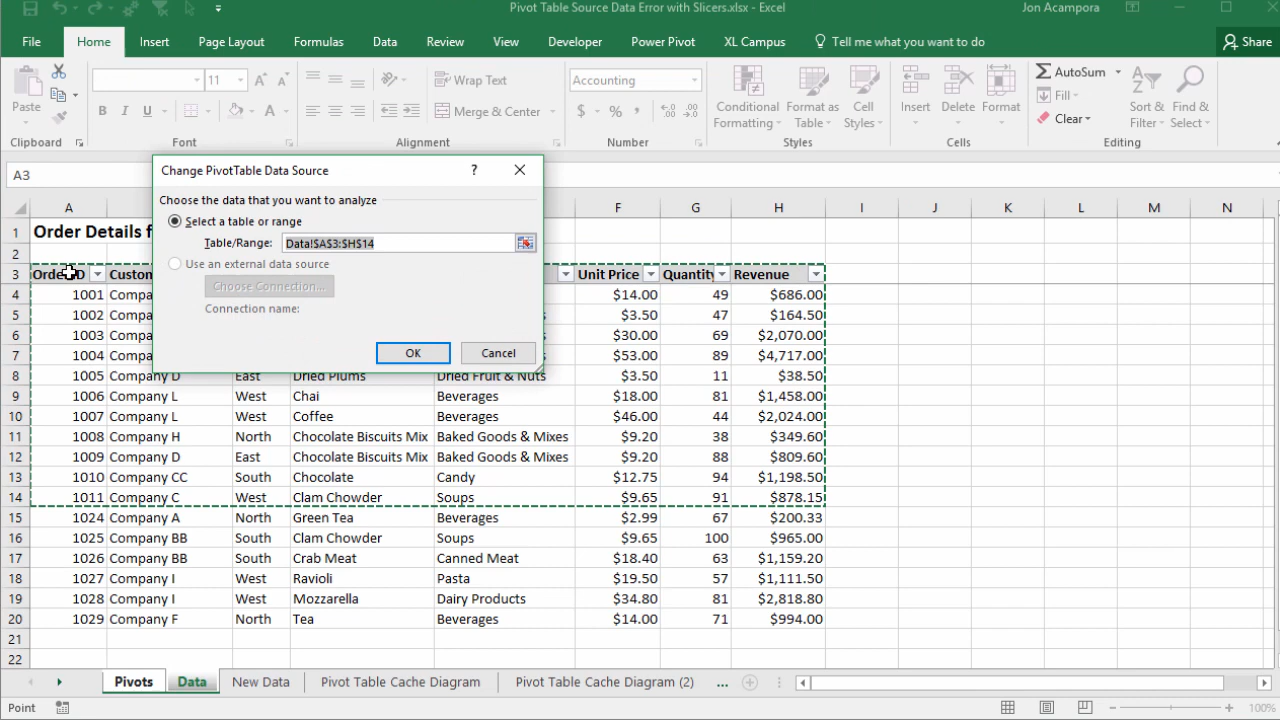 Pivot Table Source Data Error with Slicers.xlsx - Excel
Jon Acampora
File Home Insert Page Layout Formulas Data Review View Developer Power Pivot XL Campus Tell me what you want to do Share
Paste
11
Wrap Text
Merge & Center
Accounting
$ % ,
Conditional Formatting
Format as Table
Cell Styles
Insert Delete Format
AutoSum
Fill
Clear
Sort & Filter
Find & Select
B I U A
Clipboard Font Alignment Number Styles Cells Editing
A3
Change PivotTable Data Source ?
Choose the data that you want to analyze
Select a table or range
Table/Range: Data!$A$3:$H$14
Use an external data source
Choose Connection...
Connection name:
OK Cancel
A F G H I J K L M N
1 Order Details f
2
3 Order D Custom Unit Price Quantity Revenue
4 1001 Compa $14.00 49 $686.00
5 1002 Compa s $3.50 47 $164.50
6 1003 Compa s $30.00 69 $2,070.00
7 1004 Compa s $53.00 89 $4,717.00
8 1005 Company D East Dried Plums Dried Fruit & Nuts $3.50 11 $38.50
9 1006 Company L West Chai Beverages $18.00 81 $1,458.00
10 1007 Company L West Coffee Beverages $46.00 44 $2,024.00
11 1008 Company H North Chocolate Biscuits Mix Baked Goods & Mixes $9.20 38 $349.60
12 1009 Company D East Chocolate Biscuits Mix Baked Goods & Mixes $9.20 88 $809.60
13 1010 Company CC South Chocolate Candy $12.75 94 $1,198.50
14 1011 Company C West Clam Chowder Soups $9.65 91 $878.15
15 1024 Company A North Green Tea Beverages $2.99 67 $200.33
16 1025 Company BB South Clam Chowder Soups $9.65 100 $965.00
17 1026 Company BB South Crab Meat Canned Meat $18.40 63 $1,159.20
18 1027 Company I West Ravioli Pasta $19.50 57 $1,111.50
19 1028 Company I West Mozzarella Dairy Products $34.80 81 $2,818.80
20 1029 Company F North Tea Beverages $14.00 71 $994.00
21
22
Pivots Data New Data Pivot Table Cache Diagram Pivot Table Cache Diagram (2) ...
Point 100%